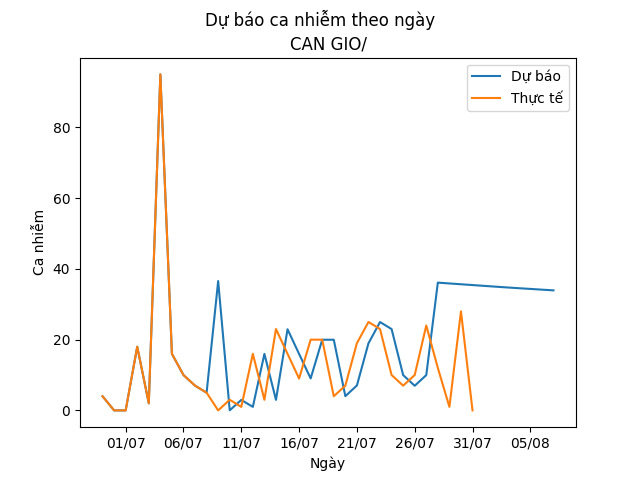 Dự báo ca nhiễm theo ngày
CAN GIO/
Dự báo
Thực tế
80
60
40
20
0
Ca nhiễm
01/07 06/07 11/07 16/07 21/07 26/07 31/07 05/08
Ngày